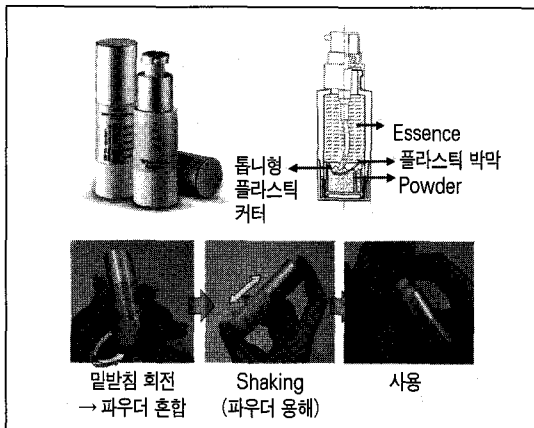 Essence
플라스틱 박막
Powder
톱니형
플라스틱
커터
밑받침 회전
→ 파우더 혼합
Shaking
(파우더 용해)
사용